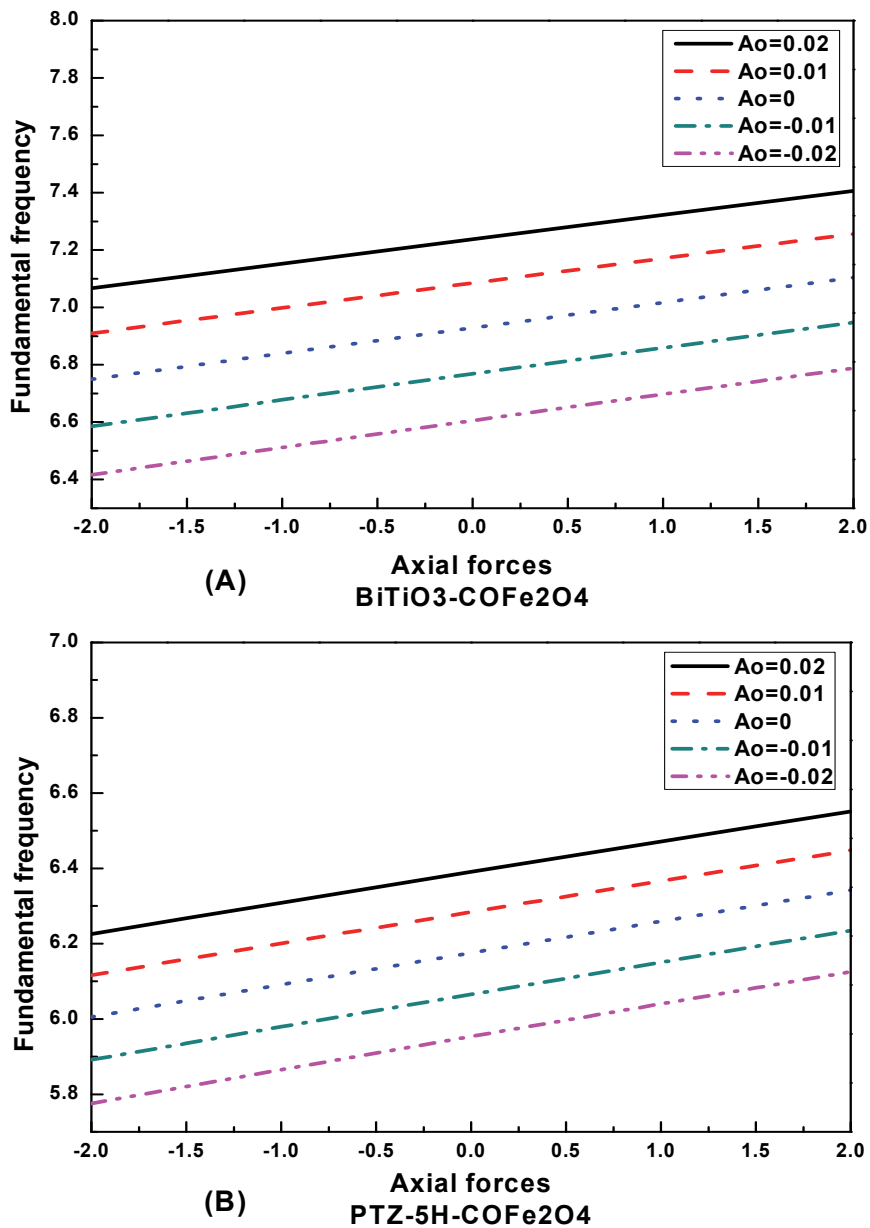 8.0
7.8
7.6
7.4
7.2
7.0
6.8
6.6
6.4
Fundamental frequency
Ao=0.02
Ao=0.01
Ao=0
Ao=-0.01
Ao=-0.02
-2.0 -1.5 -1.0 -0.5 0.0 0.5 1.0 1.5 2.0
Axial forces
(A)
BiTiO3-COFe2O4
7.0
6.8
6.6
6.4
6.2
6.0
5.8
Fundamental frequency
Ao=0.02
Ao=0.01
Ao=0
Ao=-0.01
Ao=-0.02
-2.0 -1.5 -1.0 -0.5 0.0 0.5 1.0 1.5 2.0
Axial forces
(B)
PTZ-5H-COFe2O4